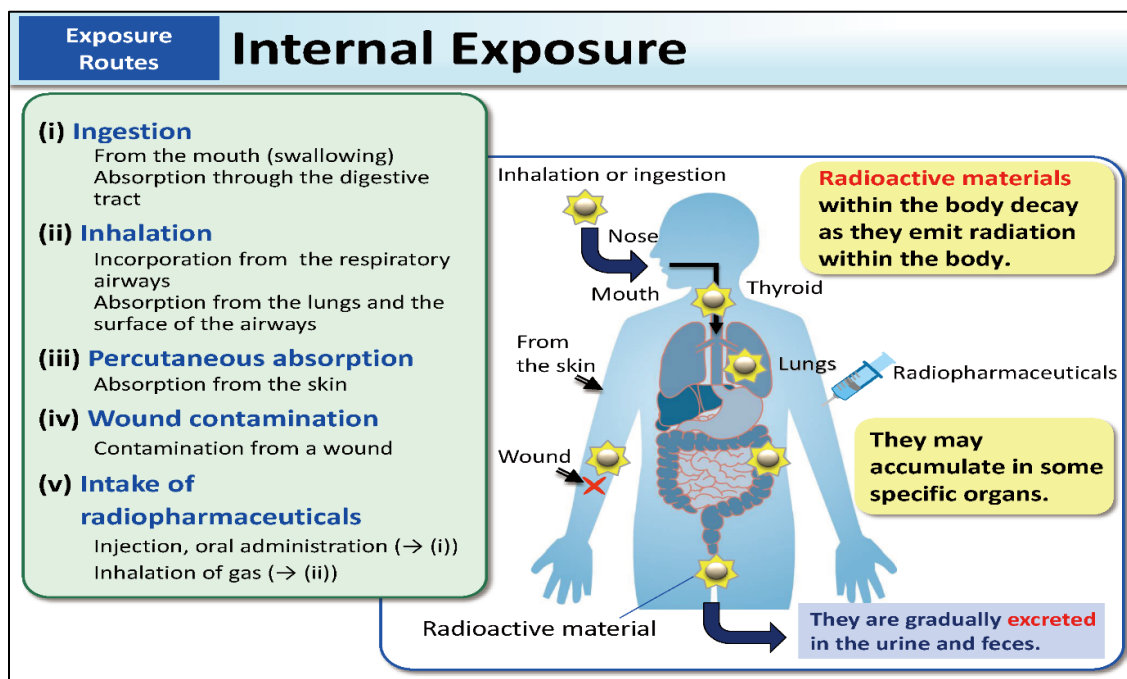 Exposure
Routes
Internal Exposure
(i) Ingestion
From the mouth (swallowing)
Absorption through the digestive
tract
(ii) Inhalation
Incorporation from the respiratory
airways
Absorption from the lungs and the
surface of the airways
(iii) Percutaneous absorption
Absorption from the skin
(iv) Wound contamination
Contamination from a wound
(v) Intake of
radiopharmaceuticals
Injection, oral administration (→ (i))
Inhalation of gas (→ (ii))
Inhalation or ingestion
Nose
Mouth
Thyroid
From
the skin
Lungs
Radiopharmaceuticals
Wound
Radioactive material
Radioactive materials
within the body decay
as they emit radiation
within the body.
They may
accumulate in some
specific organs.
They are gradually excreted
in the urine and feces.